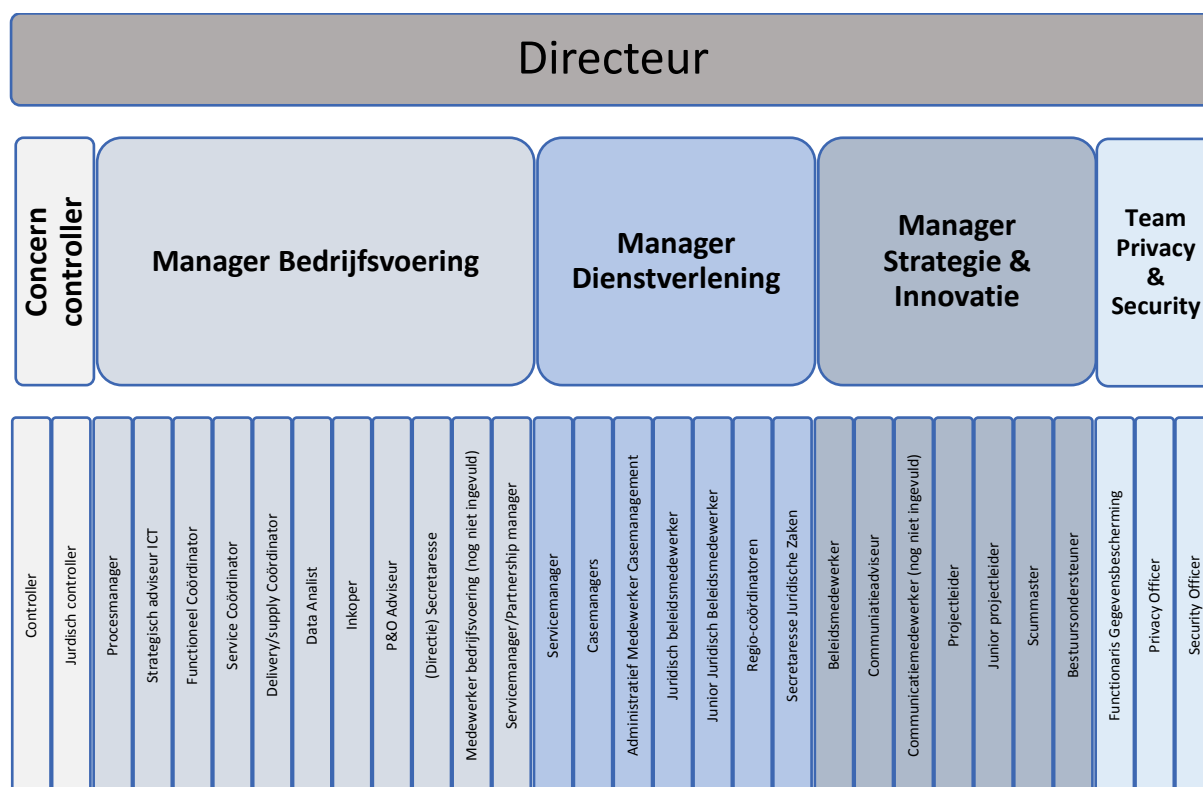 Directeur
Concern
controller
Manager Bedrijfsvoering
Manager
Dienstverlening
Manager
Strategie &
Innovatie
Team
Privacy
&
Security
Controller
Jurdisch controller
Procesmanager
Strategisch adviseur ICT
Functioneel Coördinator
Service Coördinator
Delivery/supply Coördinator
Data Analist
Inkoper
P&O Adviseur
(Directie) Secretaresse
Medewerker bedrijfsvoering (nog niet ingevuld)
Servicemanager/Partnership manager
Servicemanager
Casemanagers
Administratief Medewerker Casemanagement
Juridisch beleidsmedewerker
Junior Juridisch Beleidsmedewerker
Regio-coördinatoren
Secretaresse Juridische Zaken
Beleidsmedewerker
Communiatieadviseur
Communicatiemedewerker (nog niet ingevuld)
Projectleider
Junior projectleider
Scummaster
Bestuursondersteuner
Functionaris Gegevensbescherming
Privacy Officer
Security Officer